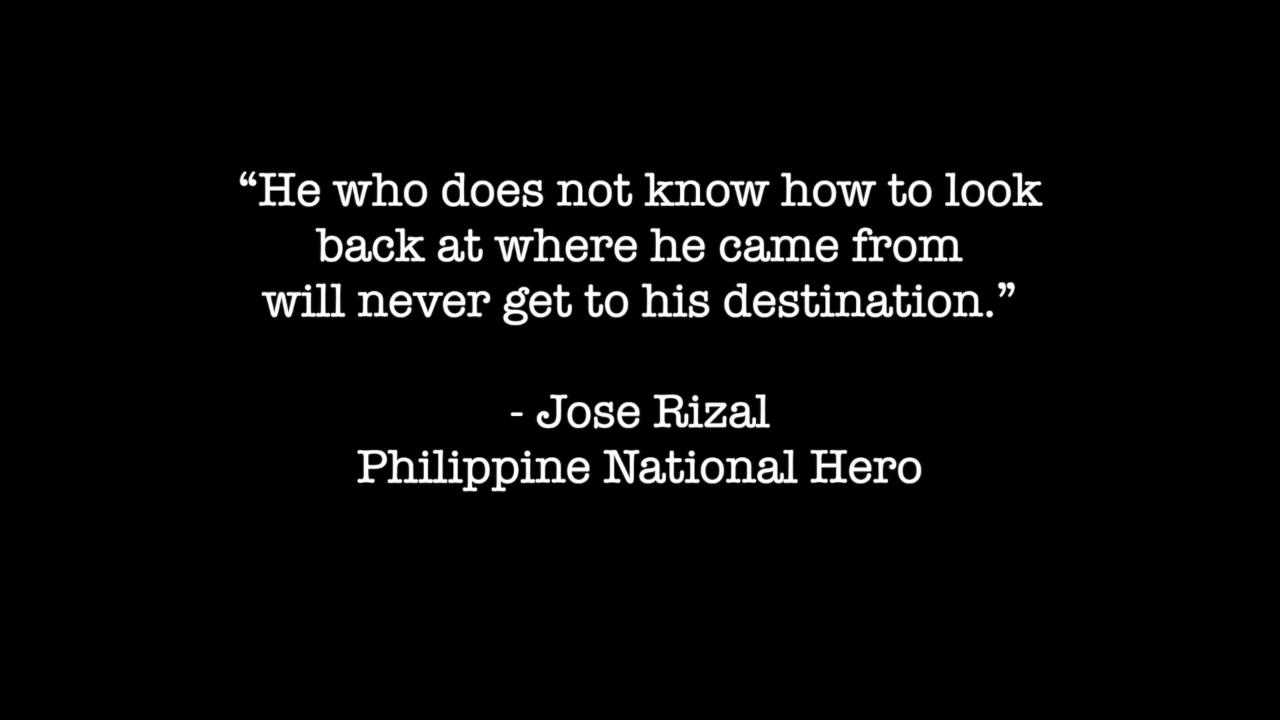 “He who does not know how to look
back at where he came from
will never get to his destination.”
- Jose Rizal
Philippine National Hero